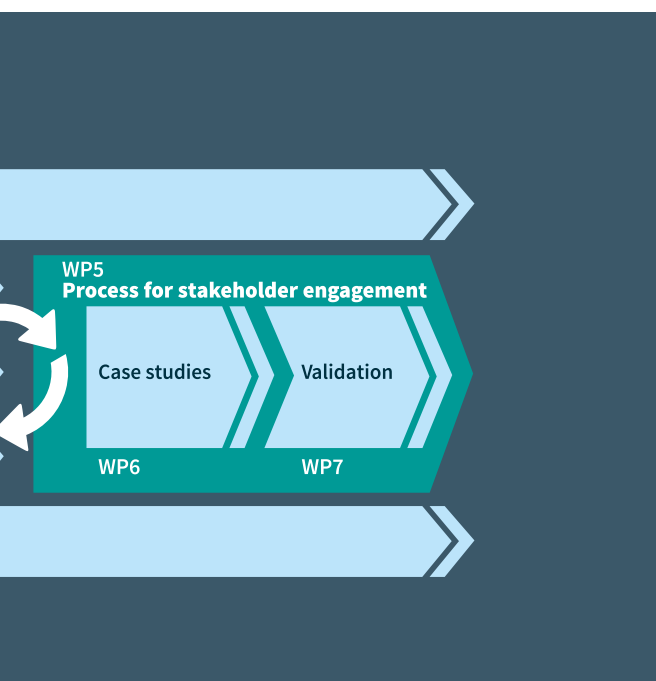 WP5
Process for stakeholder engagement
Case studies
Validation
WP6
WP7